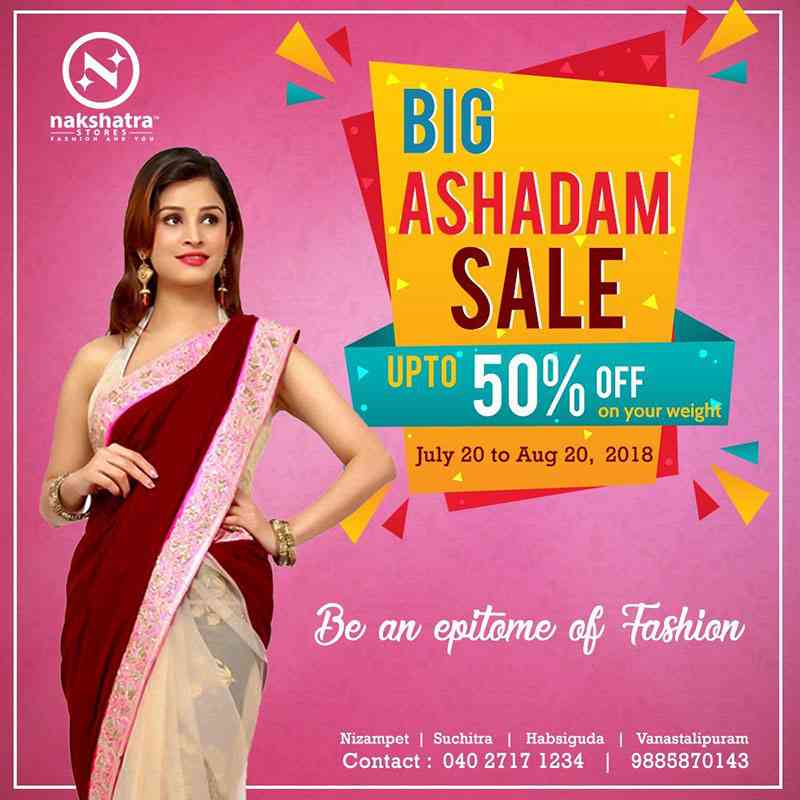 N
nakshatra™
STORES
FASHION AND YOU
BIG
ASHADAM
SALE
UPTO 50% OFF
on your weight
July 20 to Aug 20, 2018
Be an epitome of Fashion
Nizampet | Suchitra | Habsiguda | Vanastalipuram
Contact : 040 2717 1234 | 9885870143